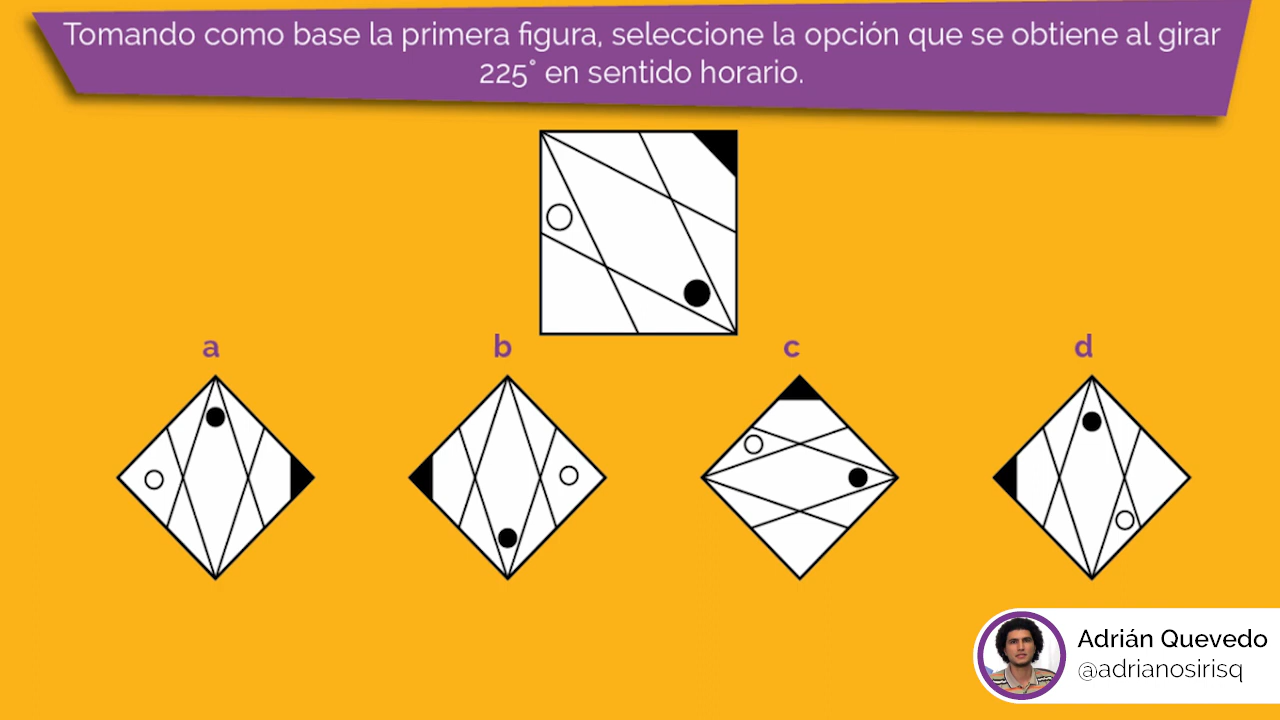 Tomando como base la primera figura, seleccione la opción que se obtiene al girar
225° en sentido horario.
a b c d
Adrián Quevedo
@adrianosirisq